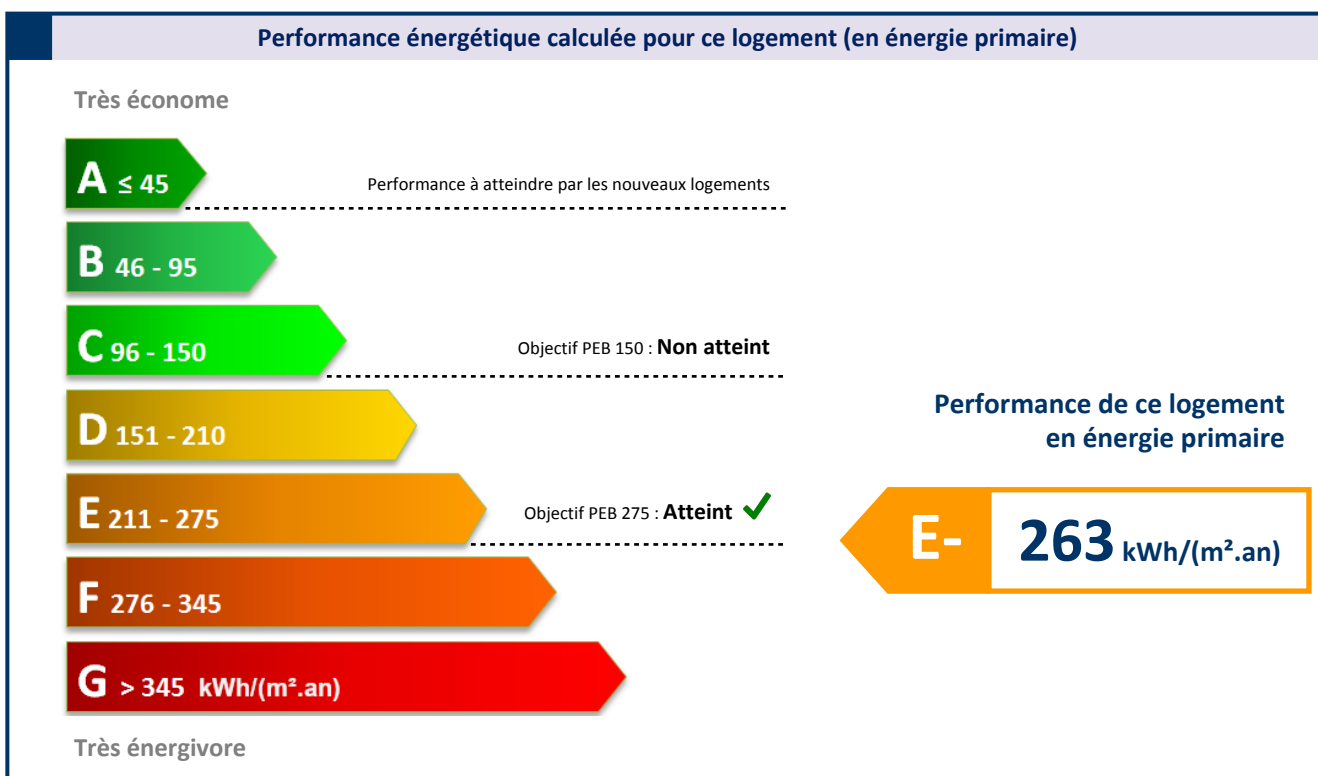 Performance énergétique calculée pour ce logement (en énergie primaire)
Très économe
A ≤ 45
Performance à atteindre par les nouveaux logements
B 46 - 95
C 96 - 150
Objectif PEB 150 : Non atteint
D 151 - 210
E 211 - 275
Objectif PEB 275 : Atteint ✓
F 276 - 345
G > 345 kWh/(m².an)
Très énergivore
Performance de ce logement
en énergie primaire
E- 263 kWh/(m².an)